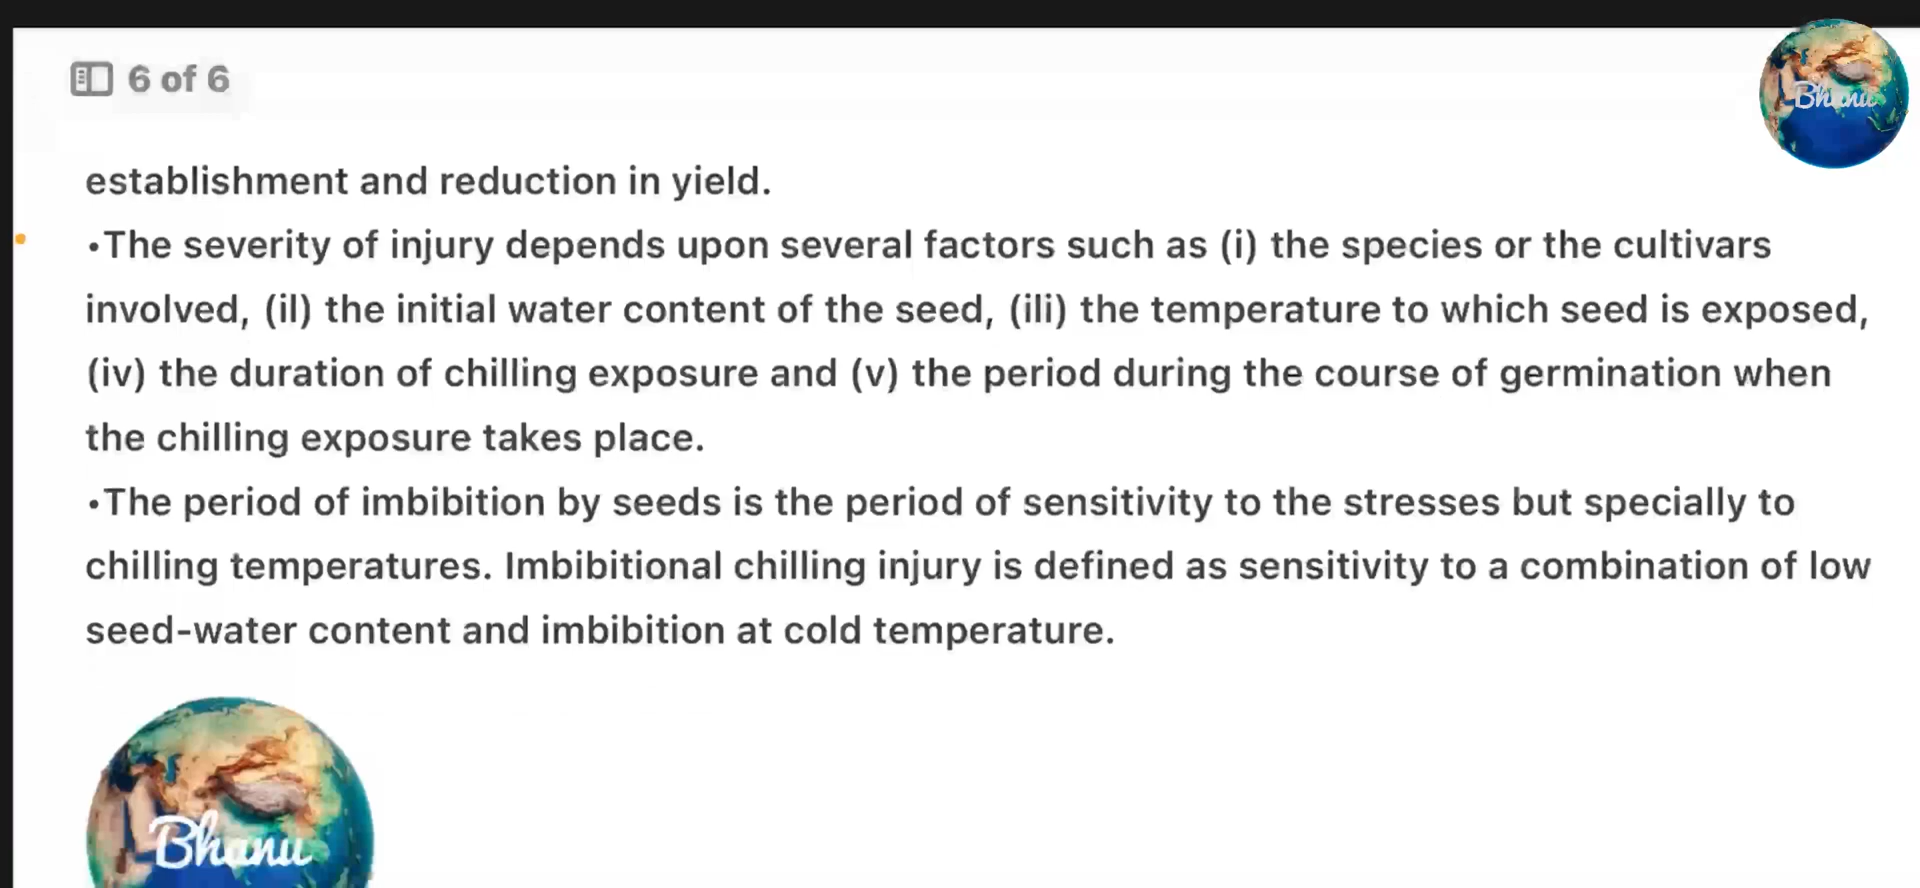 6 of 6
Bhanu
establishment and reduction in yield.
•The severity of injury depends upon several factors such as (i) the species or the cultivars
involved, (il) the initial water content of the seed, (ili) the temperature to which seed is exposed,
(iv) the duration of chilling exposure and (v) the period during the course of germination when
the chilling exposure takes place.
•The period of imbibition by seeds is the period of sensitivity to the stresses but specially to
chilling temperatures. Imbibitional chilling injury is defined as sensitivity to a combination of low
seed-water content and imbibition at cold temperature.
Bhanu